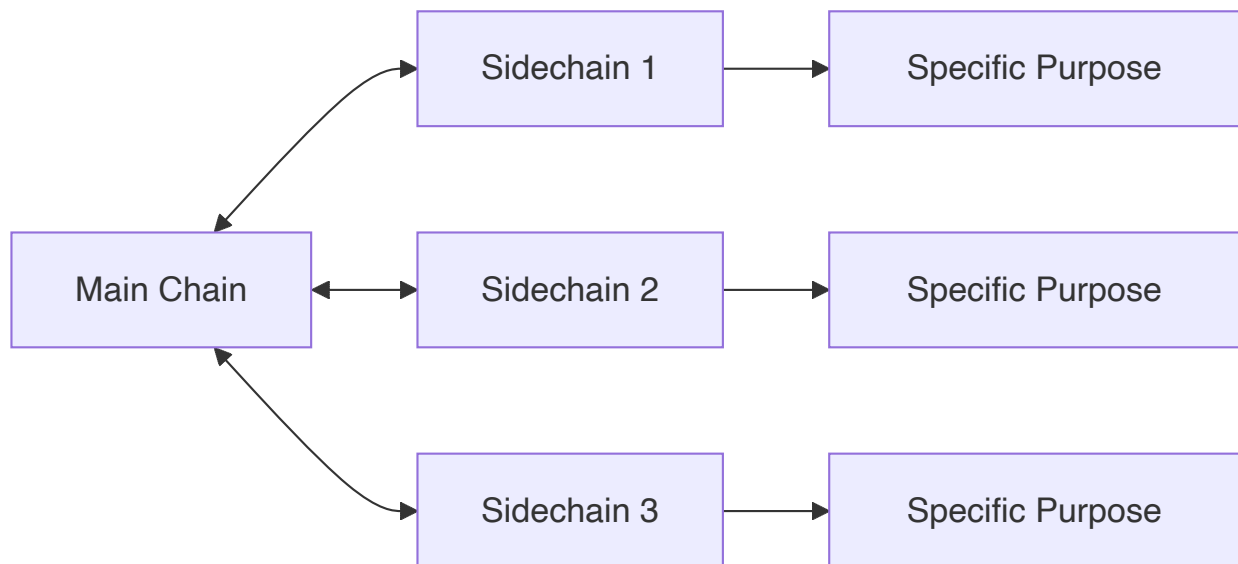 Sidechain 1
Specific Purpose
Main Chain
Sidechain 2
Specific Purpose
Sidechain 3
Specific Purpose